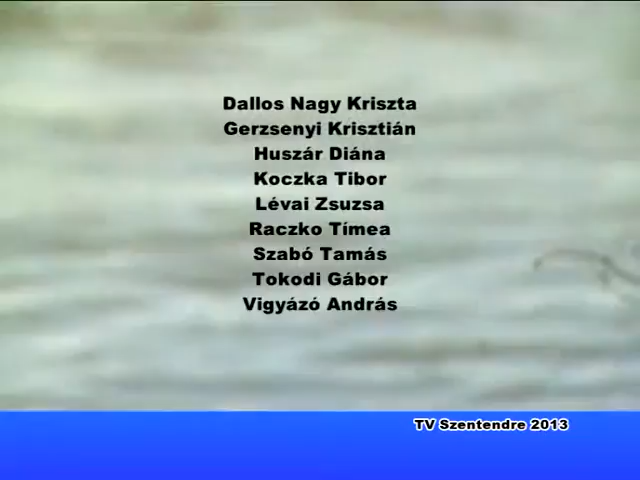 Dallos Nagy Kriszta
Gerzsenyi Krisztián
Huszár Diána
Koczka Tibor
Lévai Zsuzsa
Raczko Tímea
Szabó Tamás
Tokodi Gábor
Vigyázó András
TV Szentendre 2013